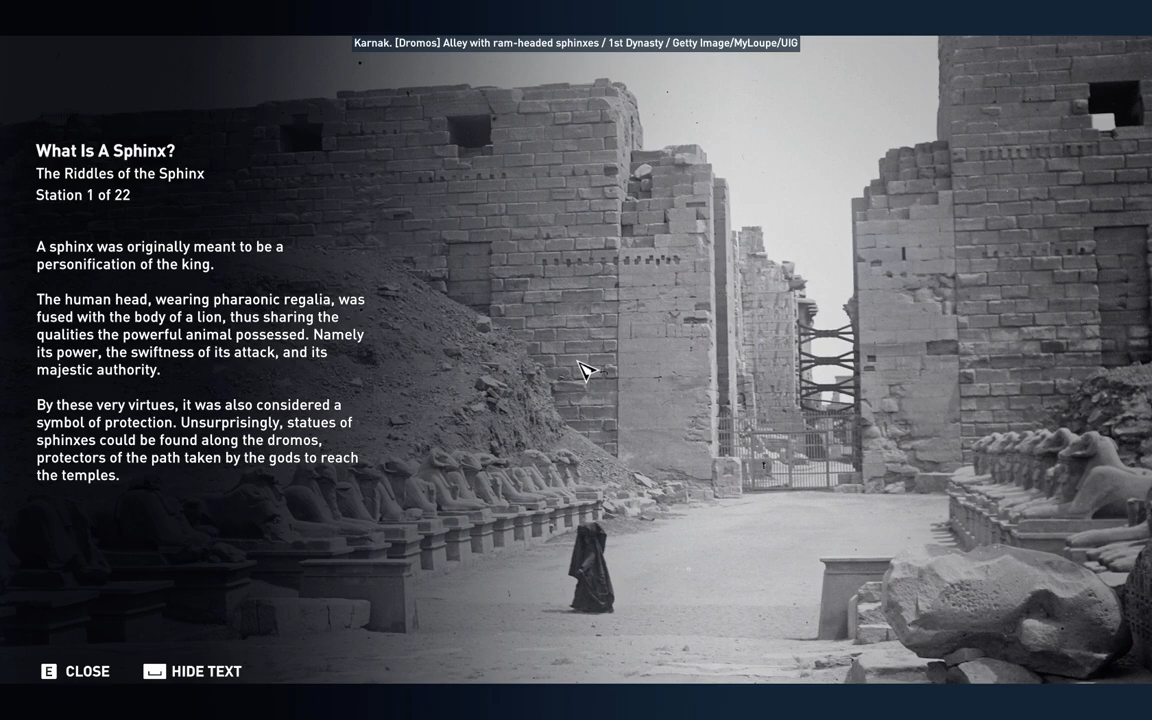 Karnak. [Dromos] Alley with ram-headed sphinxes / 1st Dynasty / Getty Image/MyLoupe/UIG
What Is A Sphinx?
The Riddles of the Sphinx
Station 1 of 22
A sphinx was originally meant to be a
personification of the king.
The human head, wearing pharaonic regalia, was
fused with the body of a lion, thus sharing the
qualities the powerful animal possessed. Namely
its power, the swiftness of its attack, and its
majestic authority.
By these very virtues, it was also considered a
symbol of protection. Unsurprisingly, statues of
sphinxes could be found along the dromos,
protectors of the path taken by the gods to reach
the temples.
E CLOSE
HIDE TEXT